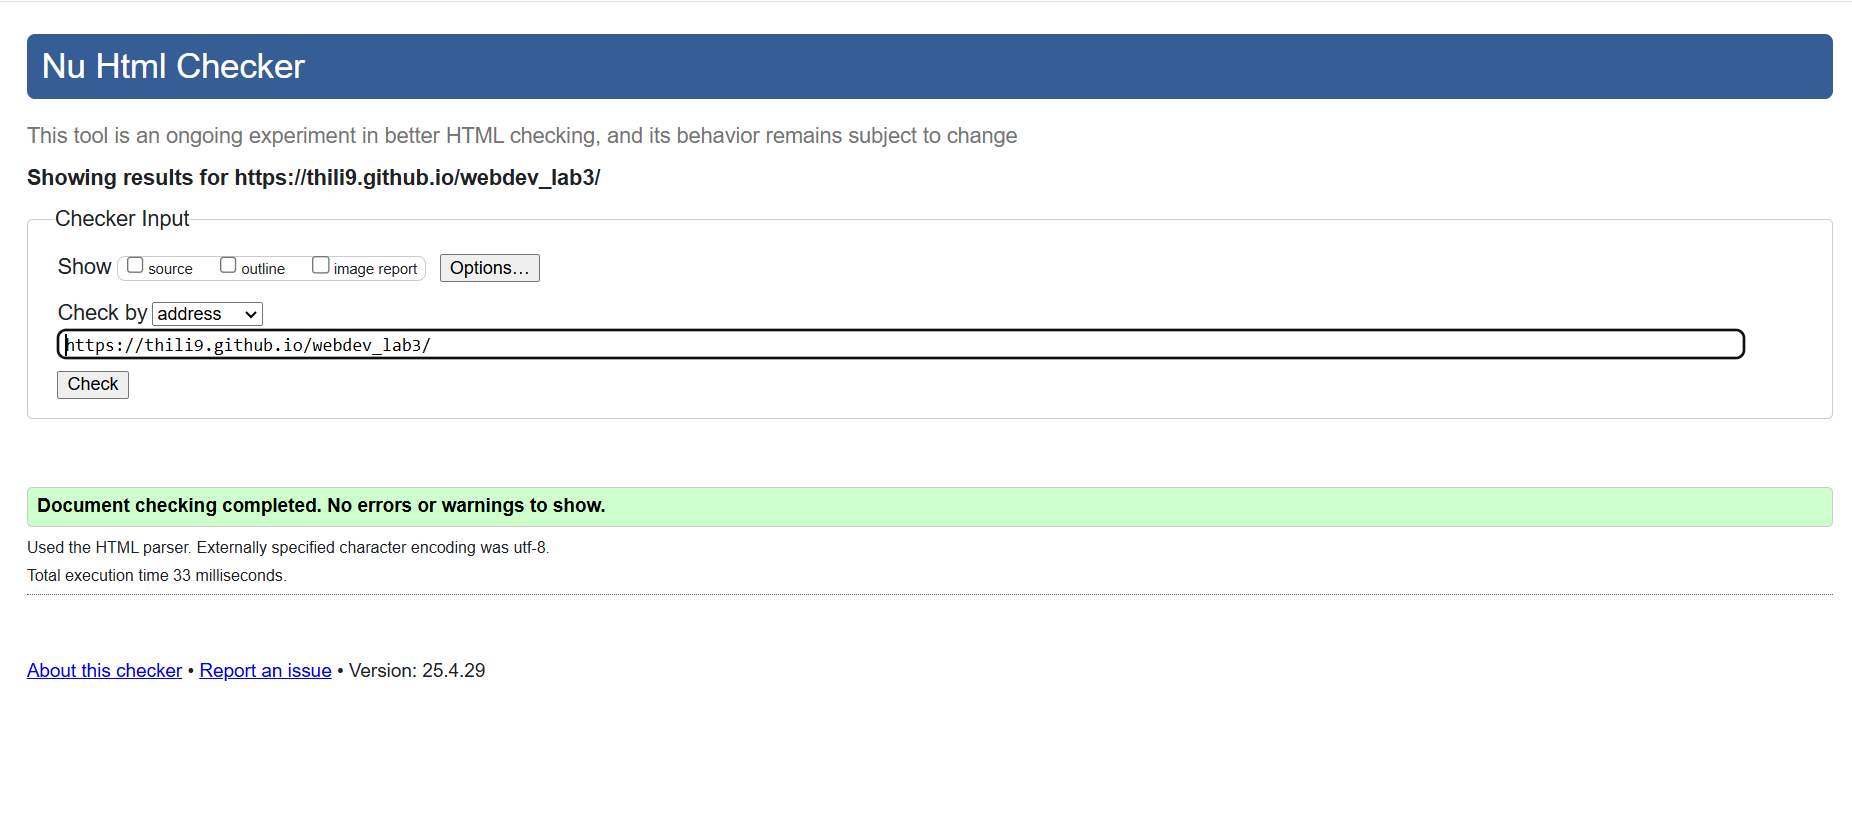 Nu Html Checker
This tool is an ongoing experiment in better HTML checking, and its behavior remains subject to change
Showing results for https://thili9.github.io/webdev_lab3/
Checker Input
Show source outline image report Options…
Check by address
https://thili9.github.io/webdev_lab3/
Check
Document checking completed. No errors or warnings to show.
Used the HTML parser. Externally specified character encoding was utf-8.
Total execution time 33 milliseconds.
About this checker • Report an issue • Version: 25.4.29